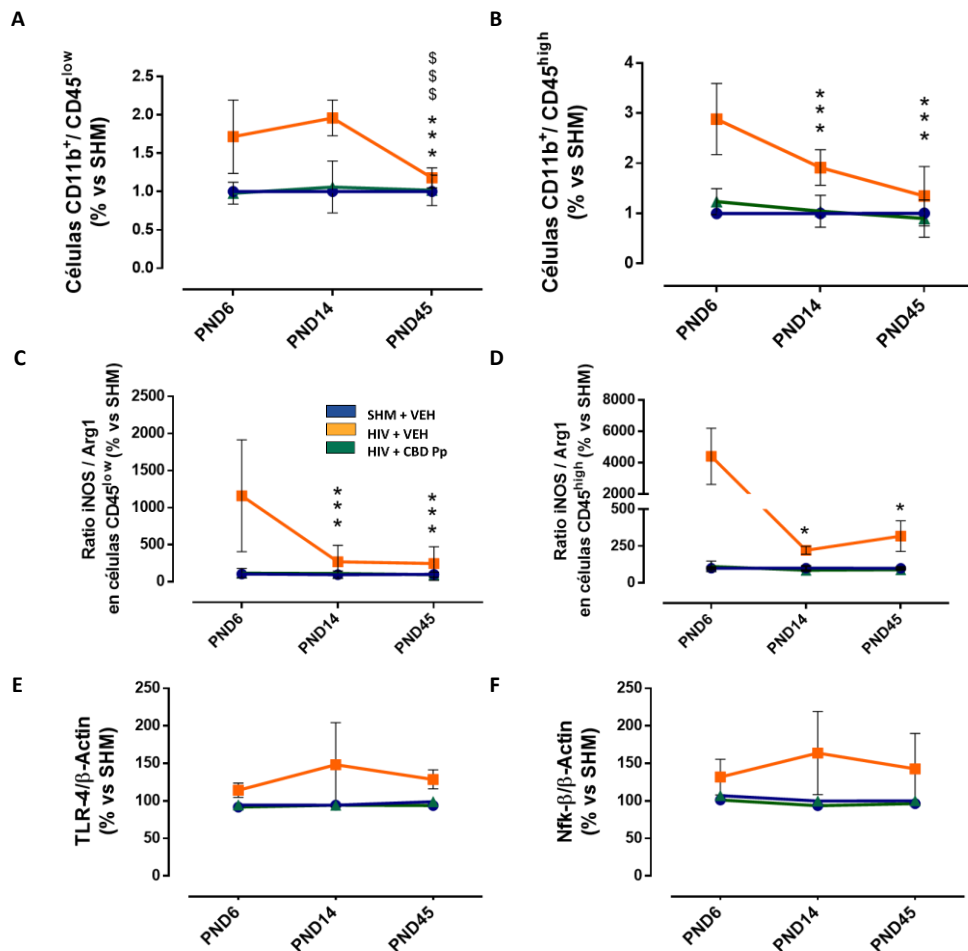 A
Células CD11b⁺/ CD45ˡᵒʷ
(% vs SHM)
2.5
2.0
1.5
1.0
0.5
0.0
$
$
$
*
*
*
PND6
PND14
PND45
B
Células CD11b⁺/ CD45ʰⁱᵍʰ
(% vs SHM)
4
3
2
1
0
*
*
*
*
*
*
PND6
PND14
PND45
C
Ratio iNOS / Arg1
en células CD45ˡᵒʷ (% vs SHM)
2500
2000
1500
1000
500
0
SHM + VEH
HIV + VEH
HIV + CBD Pp
*
*
*
*
*
*
PND6
PND14
PND45
D
Ratio iNOS / Arg1
en células CD45ʰⁱᵍʰ (% vs SHM)
8000
6000
4000
2000
500
250
0
*
*
PND6
PND14
PND45
E
TLR-4/β-Actin
(% vs SHM)
250
200
150
100
50
0
PND6
PND14
PND45
F
Nfk-β/β-Actin
(% vs SHM)
250
200
150
100
50
0
PND6
PND14
PND45